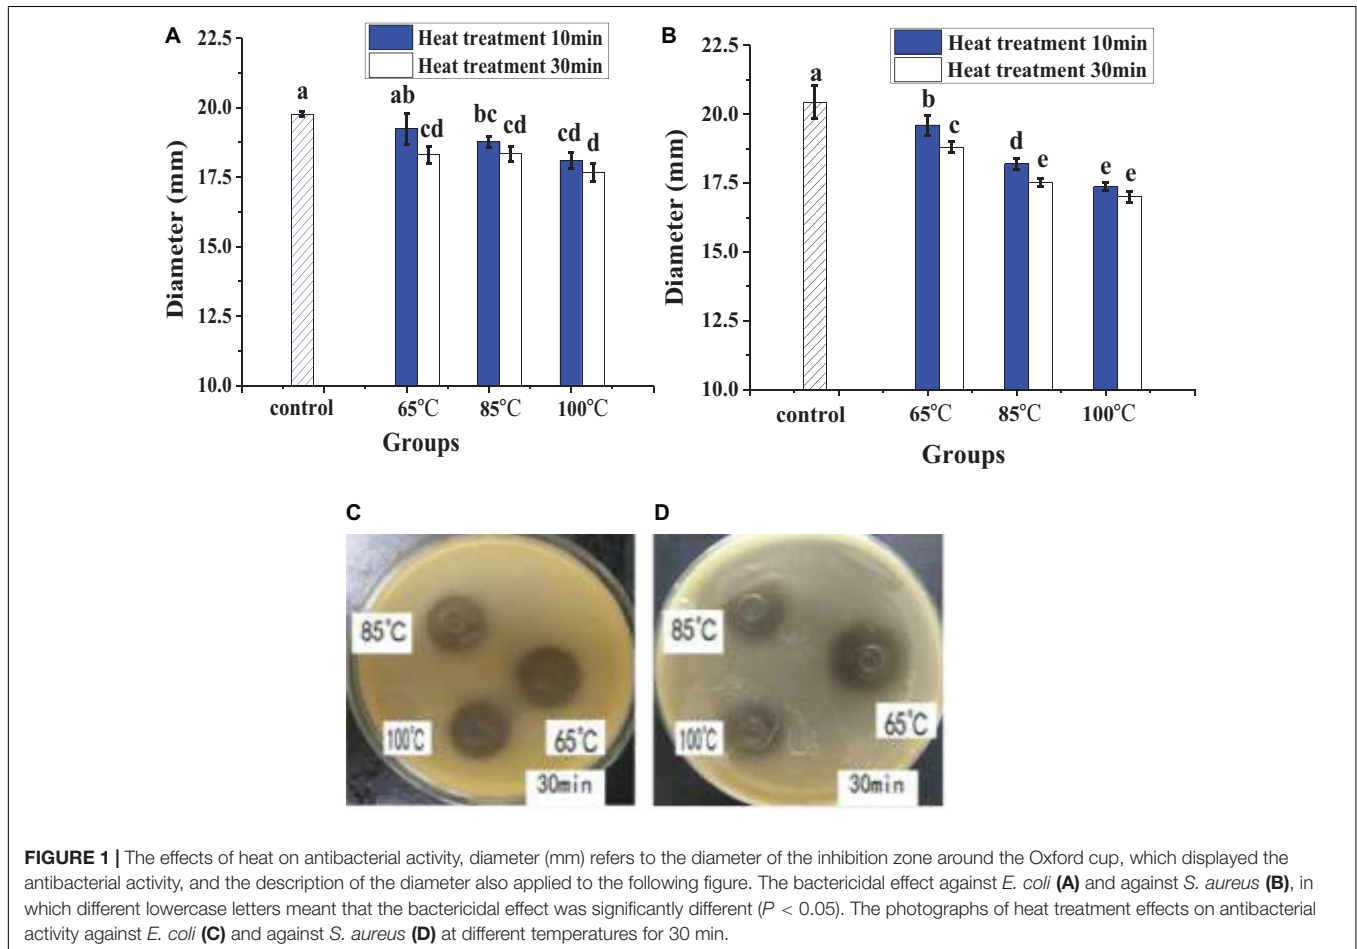 A
Heat treatment 10min
Heat treatment 30min
22.5
20.0
17.5
15.0
12.5
10.0
Diameter (mm)
a
ab
cd
bc
cd
cd
d
control
65°C
85°C
100°C
Groups
B
Heat treatment 10min
Heat treatment 30min
22.5
20.0
17.5
15.0
12.5
10.0
Diameter (mm)
a
b
c
d
e
e
e
control
65°C
85°C
100°C
Groups
C
85°C
100°C
65°C
30min
D
85°C
100°C
65°C
30min
FIGURE 1 | The effects of heat on antibacterial activity, diameter (mm) refers to the diameter of the inhibition zone around the Oxford cup, which displayed the
antibacterial activity, and the description of the diameter also applied to the following figure. The bactericidal effect against E. coli (A) and against S. aureus (B), in
which different lowercase letters meant that the bactericidal effect was significantly different (P < 0.05). The photographs of heat treatment effects on antibacterial
activity against E. coli (C) and against S. aureus (D) at different temperatures for 30 min.